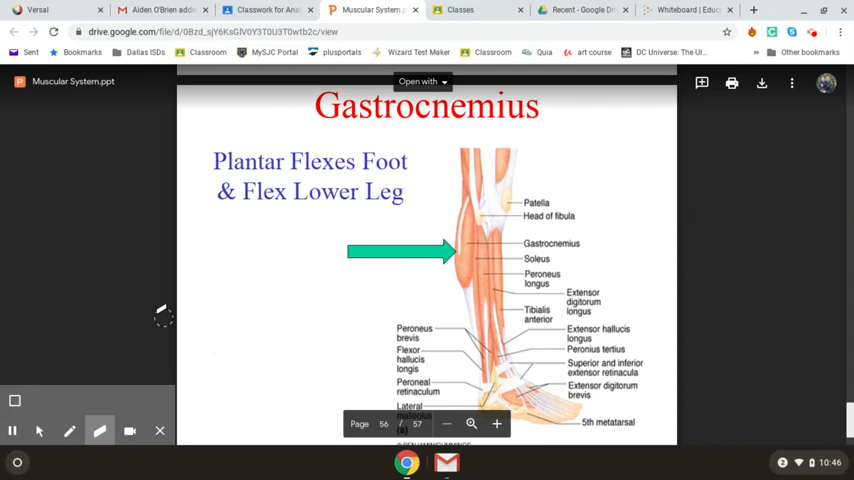 Versal
Aiden O'Brien adde
Classwork for Anat
Muscular System.pp
Classes
Recent - Google Dr
Whiteboard | Educ
drive.google.com/file/d/0Bzd_sjY6KsGlV0Y3T0U3T0wtb2c/view
Sent
Bookmarks
Dallas ISDs
Classroom
MySJC Portal
plusportals
Wizard Test Maker
Classroom
Quia
art course
DC Universe: The Ul...
Other bookmarks
P
Muscular System.ppt
Open with
Gastrocnemius
Plantar Flexes Foot
& Flex Lower Leg
Patella
Head of fibula
Gastrocnemius
Soleus
Peroneus
longus
Extensor
digitorum
longus
Tibialis
anterior
Peroneus
brevis
Extensor hallucis
longus
Peronius tertius
Flexor
hallucis
longis
Superior and inferior
extensor retinacula
Peroneal
retinaculum
Extensor digitorum
brevis
Lateral
malleolus
(a)
5th metatarsal
Page 56 / 57
2
10:46